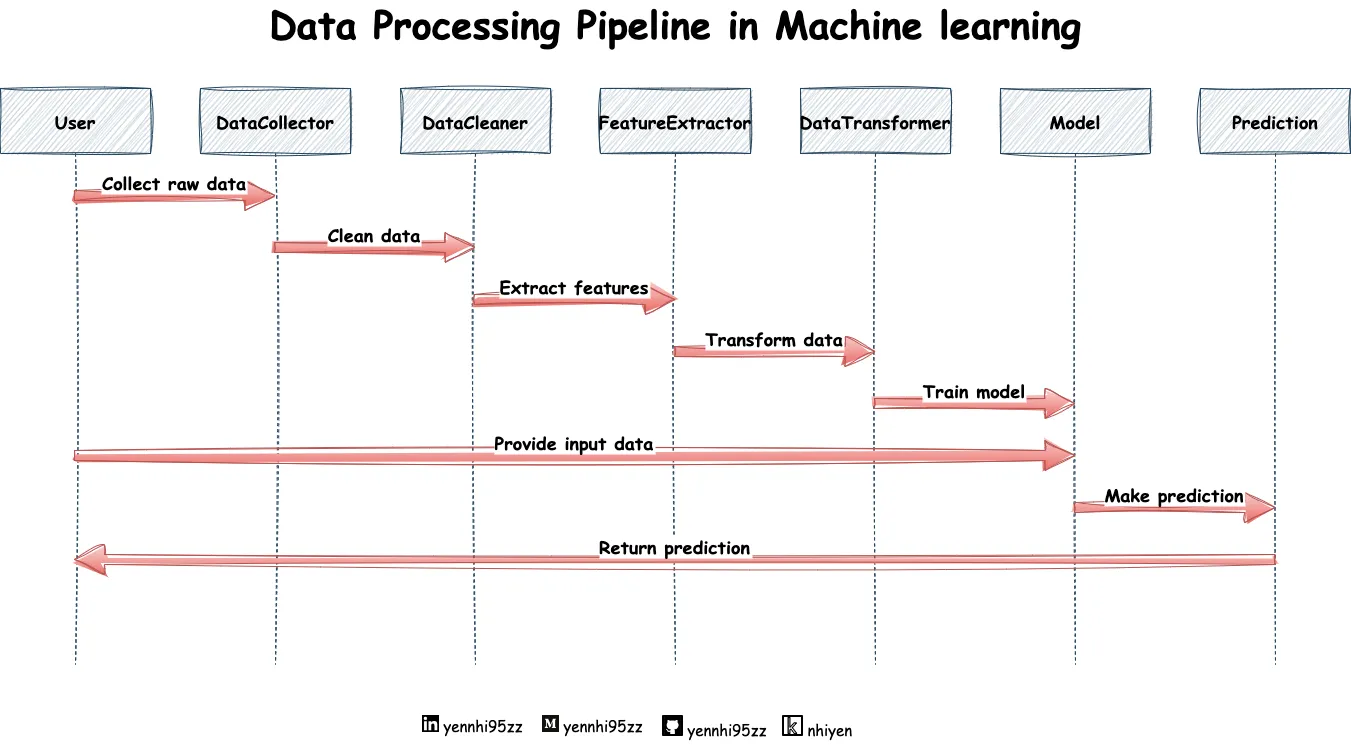 Data Processing Pipeline in Machine learning
User DataCollector DataCleaner FeatureExtractor DataTransformer Model Prediction
Collect raw data
Clean data
Extract features
Transform data
Train model
Provide input data
Make prediction
Return prediction
in yennhi95zz M yennhi95zz yennhi95zz k nhiyen